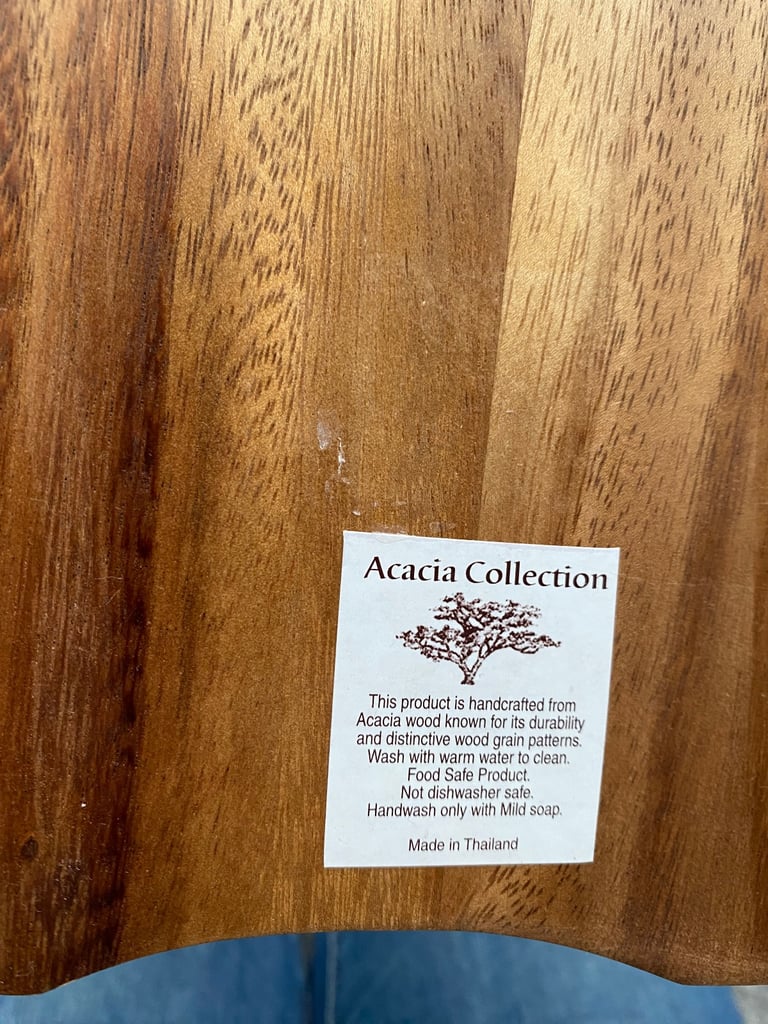 Acacia Collection
This product is handcrafted from
Acacia wood known for its durability
and distinctive wood grain patterns.
Wash with warm water to clean.
Food Safe Product.
Not dishwasher safe.
Handwash only with Mild soap.
Made in Thailand